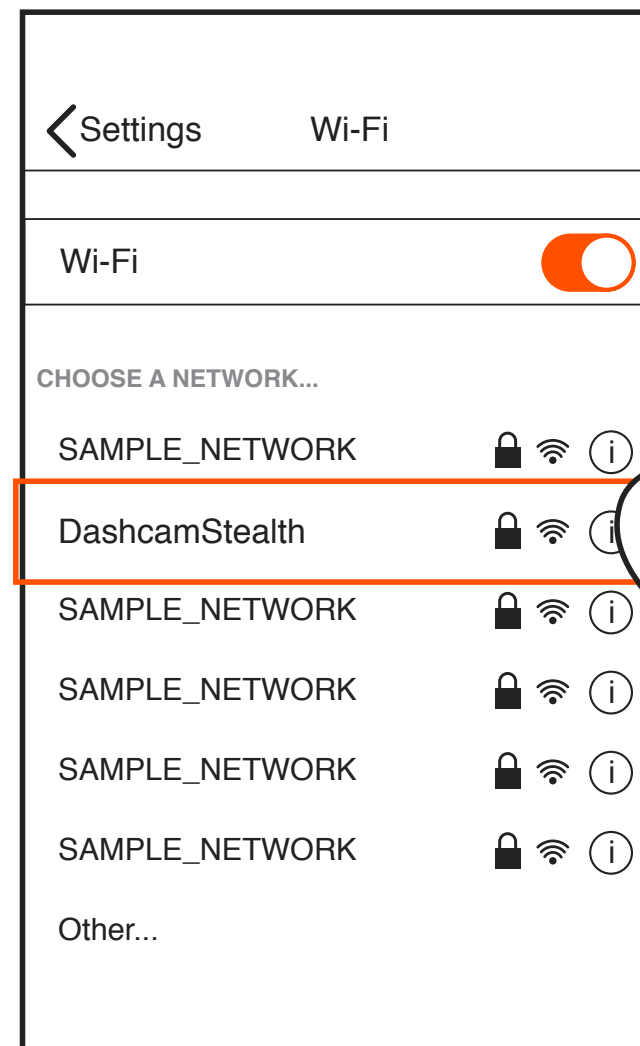 Settings Wi-Fi
Wi-Fi
CHOOSE A NETWORK...
SAMPLE_NETWORK i
DashcamStealth i
SAMPLE_NETWORK i
SAMPLE_NETWORK i
SAMPLE_NETWORK i
SAMPLE_NETWORK i
Other...